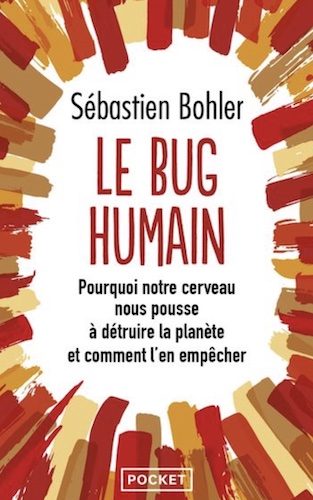 Sébastien Bohler
LE BUG
HUMAIN
Pourquoi notre cerveau
nous pousse
à détruire la planète
et comment l'en empêcher
POCKET